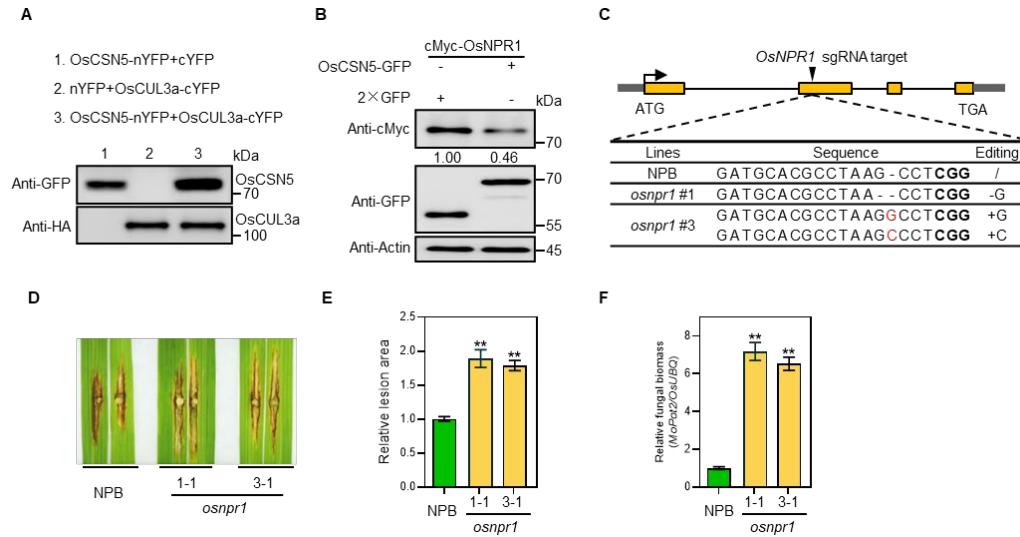 A
1. OsCSN5-nYFP+cYFP
2. nYFP+OsCUL3a-cYFP
3. OsCSN5-nYFP+OsCUL3a-cYFP
1 2 3 kDa
Anti-GFP OsCSN5
70
Anti-HA OsCUL3a
100
B
cMyc-OsNPR1
OsCSN5-GFP - +
2×GFP + - kDa
Anti-cMyc 70
1.00 0.46
Anti-GFP 70
55
Anti-Actin 45
C
OsNPR1 sgRNA target
ATG TGA
Lines Sequence Editing
NPB GATGCACGCCTAAG-CCTCGG /
osnpr1 #1 GATGCACGCCTAA--CCTCGG -G
osnpr1 #3 GATGCACGCCTAAGGCCTCGG +G
GATGCACGCCTAAGCCCTCGG +C
D
NPB 1-1 3-1
osnpr1
E
Relative lesion area
2.5
2.0
1.5
1.0
0.5
0.0
** **
NPB 1-1 3-1
osnpr1
F
Relative fungal biomass
(MoPot2/OsUBQ)
8
6
4
2
0
** **
NPB 1-1 3-1
osnpr1